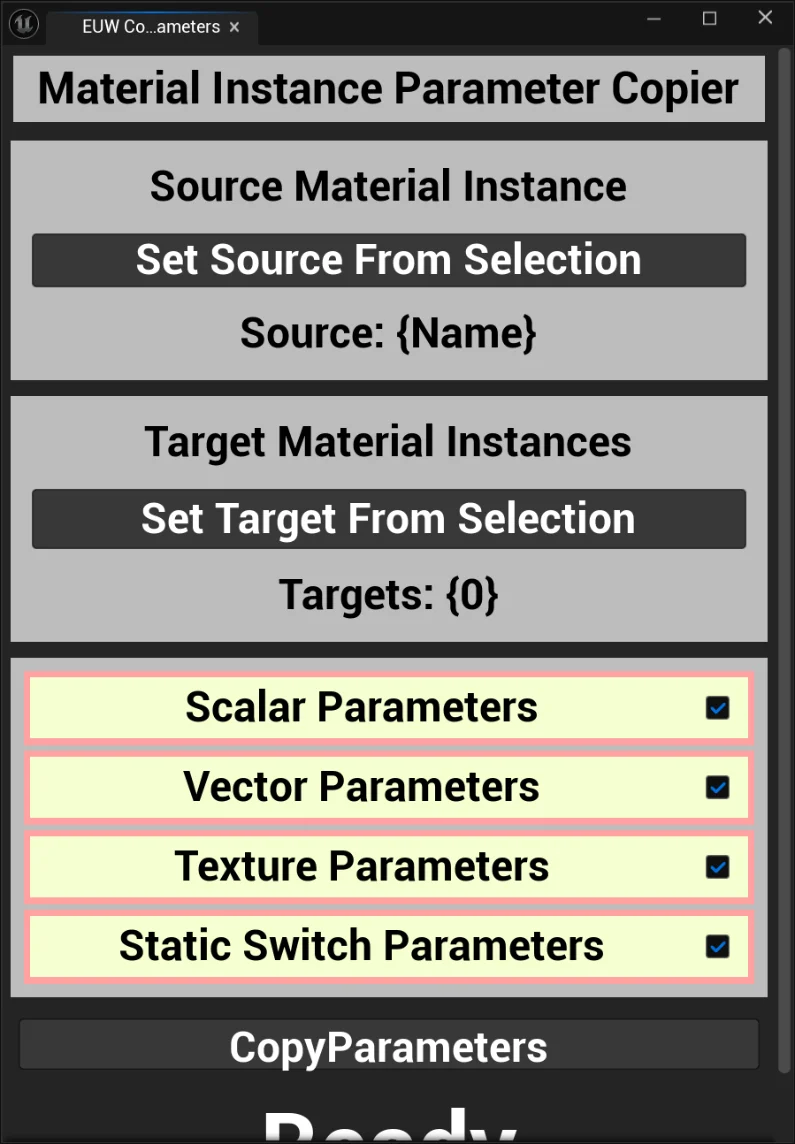 EUW Co...ameters
Material Instance Parameter Copier
Source Material Instance
Set Source From Selection
Source: {Name}
Target Material Instances
Set Target From Selection
Targets: {0}
Scalar Parameters
Vector Parameters
Texture Parameters
Static Switch Parameters
CopyParameters
Ready